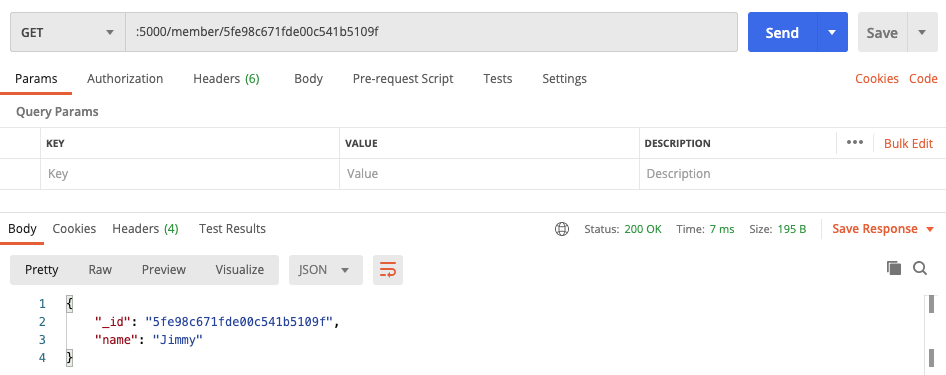 GET :5000/member/5fe98c671fde00c541b5109f Send Save
Params Authorization Headers (6) Body Pre-request Script Tests Settings Cookies Code
Query Params
KEY VALUE DESCRIPTION ••• Bulk Edit
Key Value Description
Body Cookies Headers (4) Test Results Status: 200 OK Time: 7 ms Size: 195 B Save Response
Pretty Raw Preview Visualize JSON
1 {
2 "_id": "5fe98c671fde00c541b5109f",
3 "name": "Jimmy"
4 }